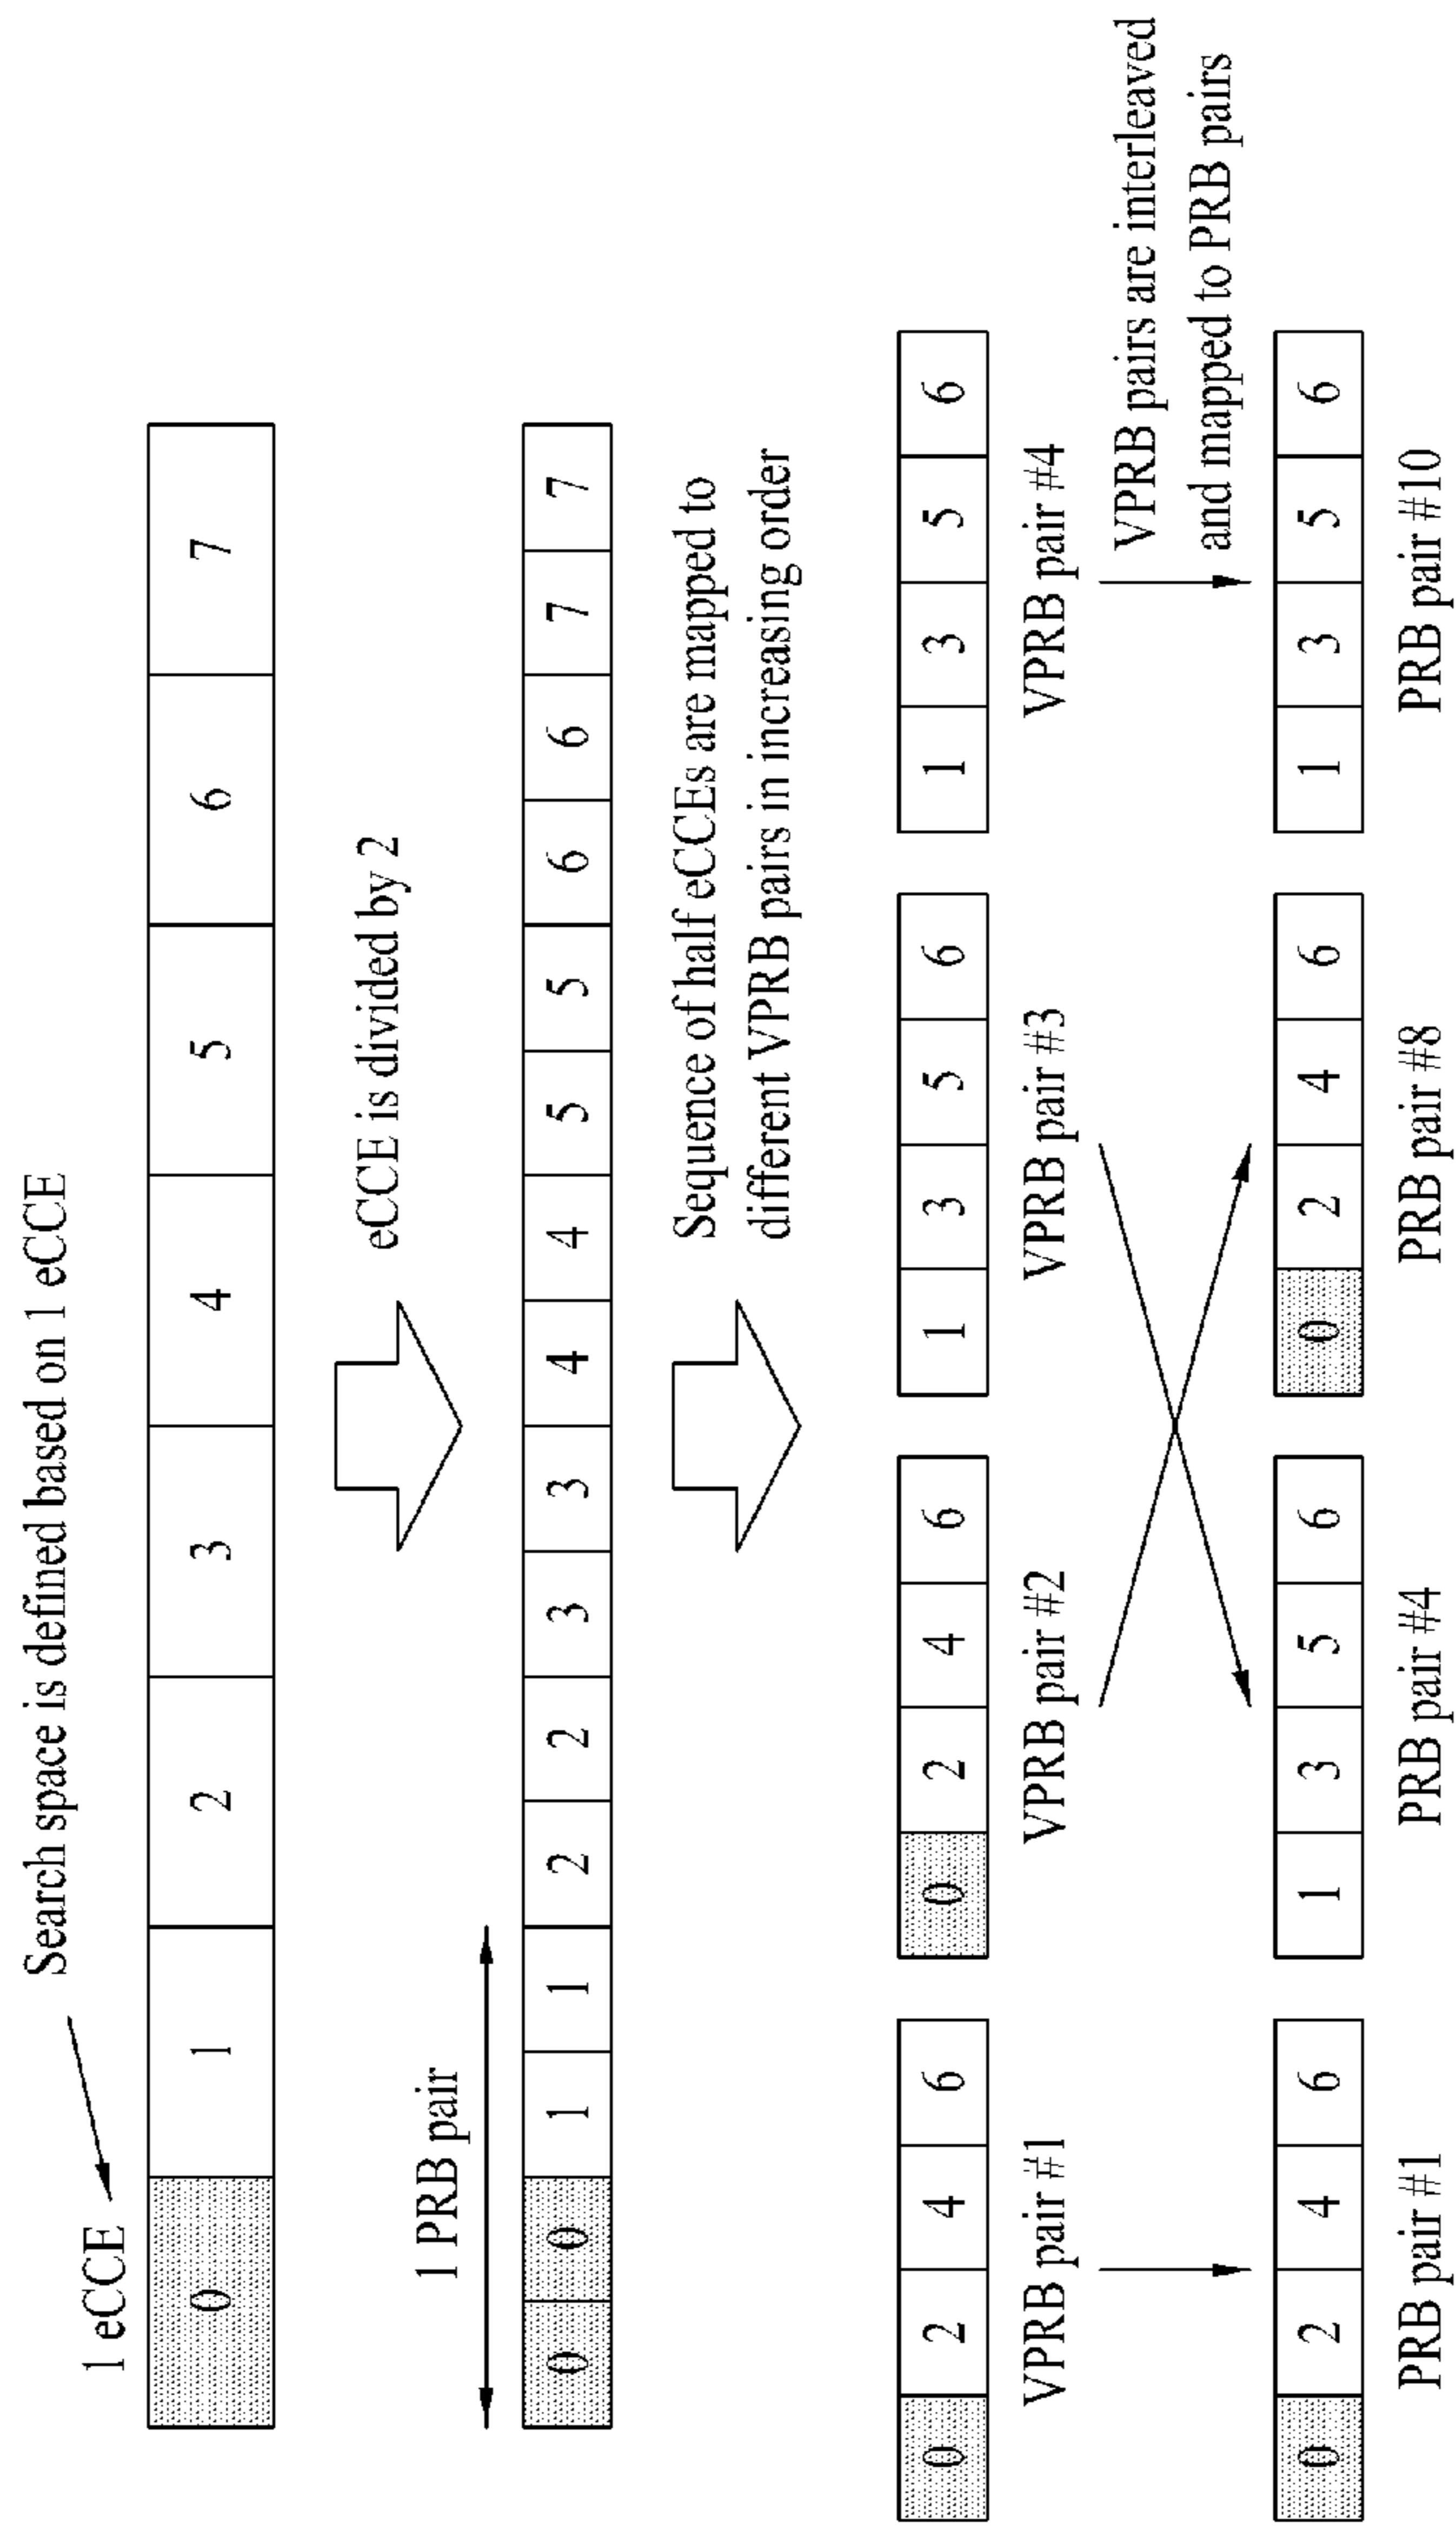 Search space is defined based on 1 eCCE
1 eCCE
0 1 2 3 4 5 6 7
eCCE is divided by 2
1 PRB pair
0 0 1 1 2 2 3 3 4 4 5 5 6 6 7 7
Sequence of half eCCEs are mapped to
different VPRB pairs in increasing order
0 2 4 6
0 2 4 6
1 3 5 6
1 3 5 6
VPRB pair #1
VPRB pair #2
VPRB pair #3
VPRB pair #4
VPRB pairs are interleaved
and mapped to PRB pairs
0 2 4 6
1 3 5 6
0 2 4 6
1 3 5 6
PRB pair #1
PRB pair #4
PRB pair #8
PRB pair #10